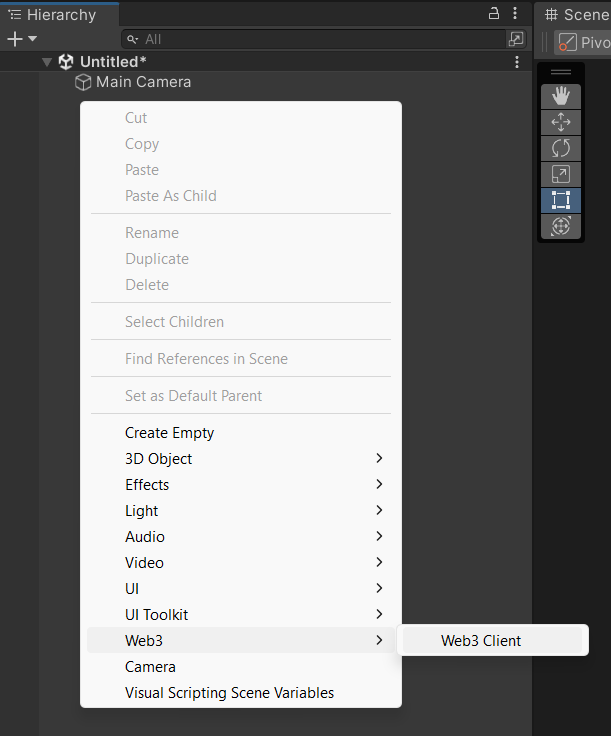 Hierarchy
Scene
All
Pivo
Untitled*
Main Camera
Cut
Copy
Paste
Paste As Child
Rename
Duplicate
Delete
Select Children
Find References in Scene
Set as Default Parent
Create Empty
3D Object
Effects
Light
Audio
Video
UI
UI Toolkit
Web3
Web3 Client
Camera
Visual Scripting Scene Variables